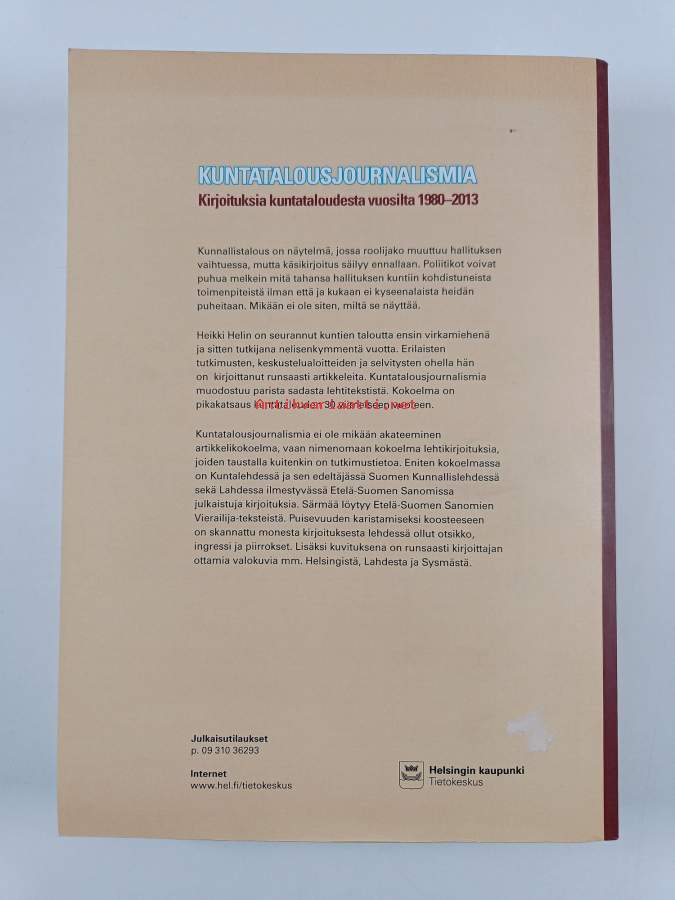 KUNTATALOUSJOURNALISMIA
Kirjoituksia kuntataloudesta vuosilta 1980–2013
Kunnallistalous on näytelmä, jossa roolijako muuttuu hallituksen
vaihtuessa, mutta käsikirjoitus säilyy ennallaan. Poliitikot voivat
puhua melkein mitä tahansa hallituksen kuntiin kohdistuneista
toimenpiteistä ilman että ja kukaan ei kyseenalaista heidän
puheitaan. Mikään ei ole siten, miltä se näyttää.
Heikki Helin on seurannut kuntien taloutta ensin virkamiehenä
ja sitten tutkijana nelisenkymmentä vuotta. Erilaisten
tutkimusten, keskustelualoitteiden ja selvitysten ohella hän
on kirjoittanut runsaasti artikkeleita. Kuntatalousjournalismia
muodostuu parista sadasta lehtitekstistä. Kokoelma on
pikakatsaus kuntatalouden 30 viimeiseen vuoteen.
Antikvariaatti.net
Kuntatalousjournalismia ei ole mikään akateeminen
artikkelikokoelma, vaan nimenomaan kokoelma lehtikirjoituksia,
joiden taustalla kuitenkin on tutkimustietoa. Eniten kokoelmassa
on Kuntalehdessä ja sen edeltäjässä Suomen Kunnallislehdessä
sekä Lahdessa ilmestyvässä Etelä-Suomen Sanomissa
julkaistuja kirjoituksia. Särmää löytyy Etelä-Suomen Sanomien
Vierailija-teksteistä. Puisevuuden karistamiseksi koosteeseen
on skannattu monesta kirjoituksesta lehdessä ollut otsikko,
ingressi ja piirrokset. Lisäksi kuvituksena on runsaasti kirjoittajan
ottamia valokuvia mm. Helsingistä, Lahdesta ja Sysmästä.
Julkaisutilaukset
p. 09 310 36293
Internet
www.hel.fi/tietokeskus
Helsingin kaupunki
Tietokeskus